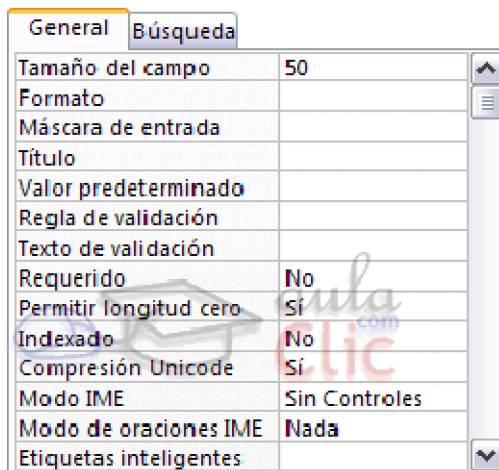 General Búsqueda
Tamaño del campo 50
Formato
Máscara de entrada
Título
Valor predeterminado
Regla de validación
Texto de validación
Requerido No
Permitir longitud cero Sí
Indexado No
Compresión Unicode Sí
Modo IME Sin Controles
Modo de oraciones IME Nada
Etiquetas inteligentes
aula
Clic
.com